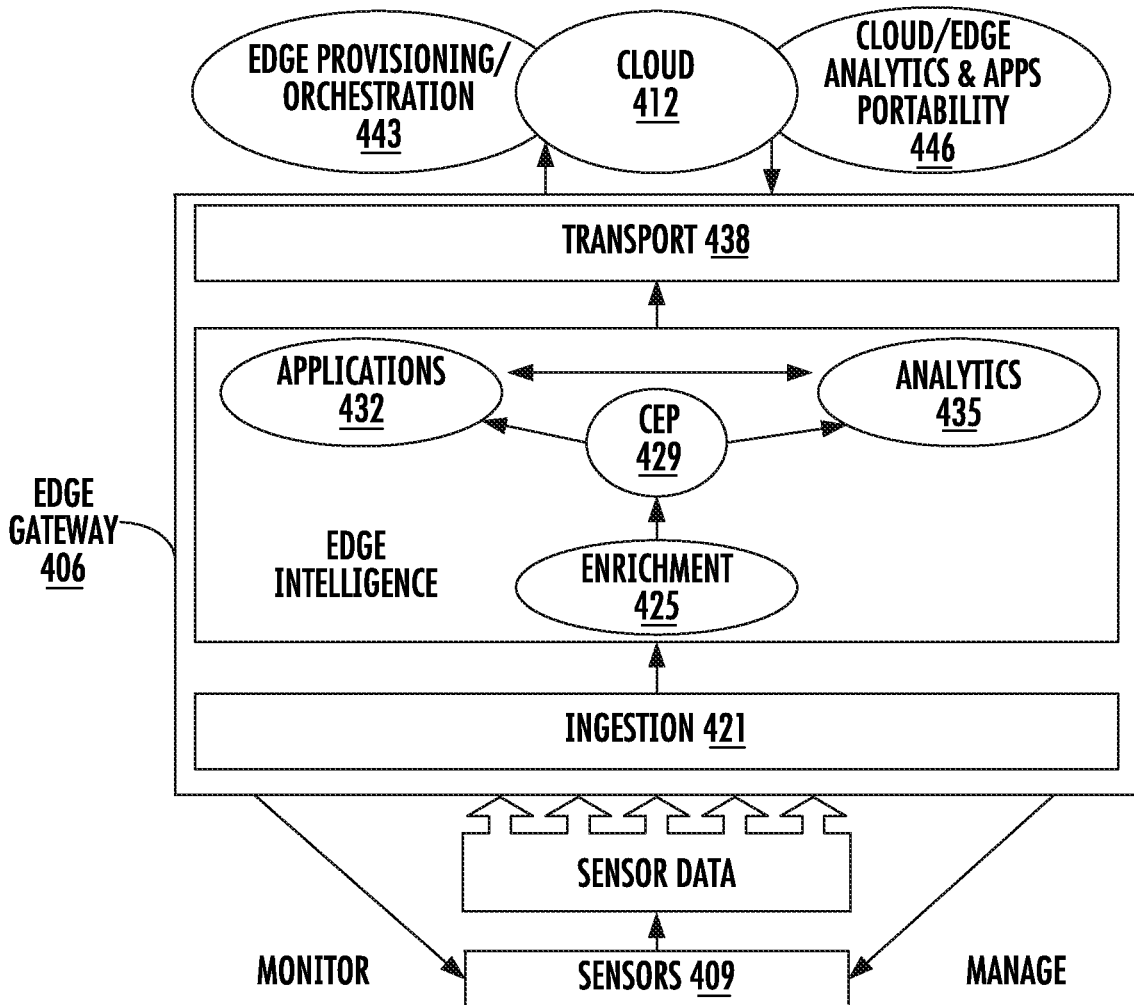 EDGE PROVISIONING/
ORCHESTRATION
443
CLOUD
412
CLOUD/EDGE
ANALYTICS & APPS
PORTABILITY
446
TRANSPORT 438
APPLICATIONS
432
ANALYTICS
435
CEP
429
EDGE
GATEWAY
406
EDGE
INTELLIGENCE
ENRICHMENT
425
INGESTION 421
SENSOR DATA
MONITOR
SENSORS 409
MANAGE